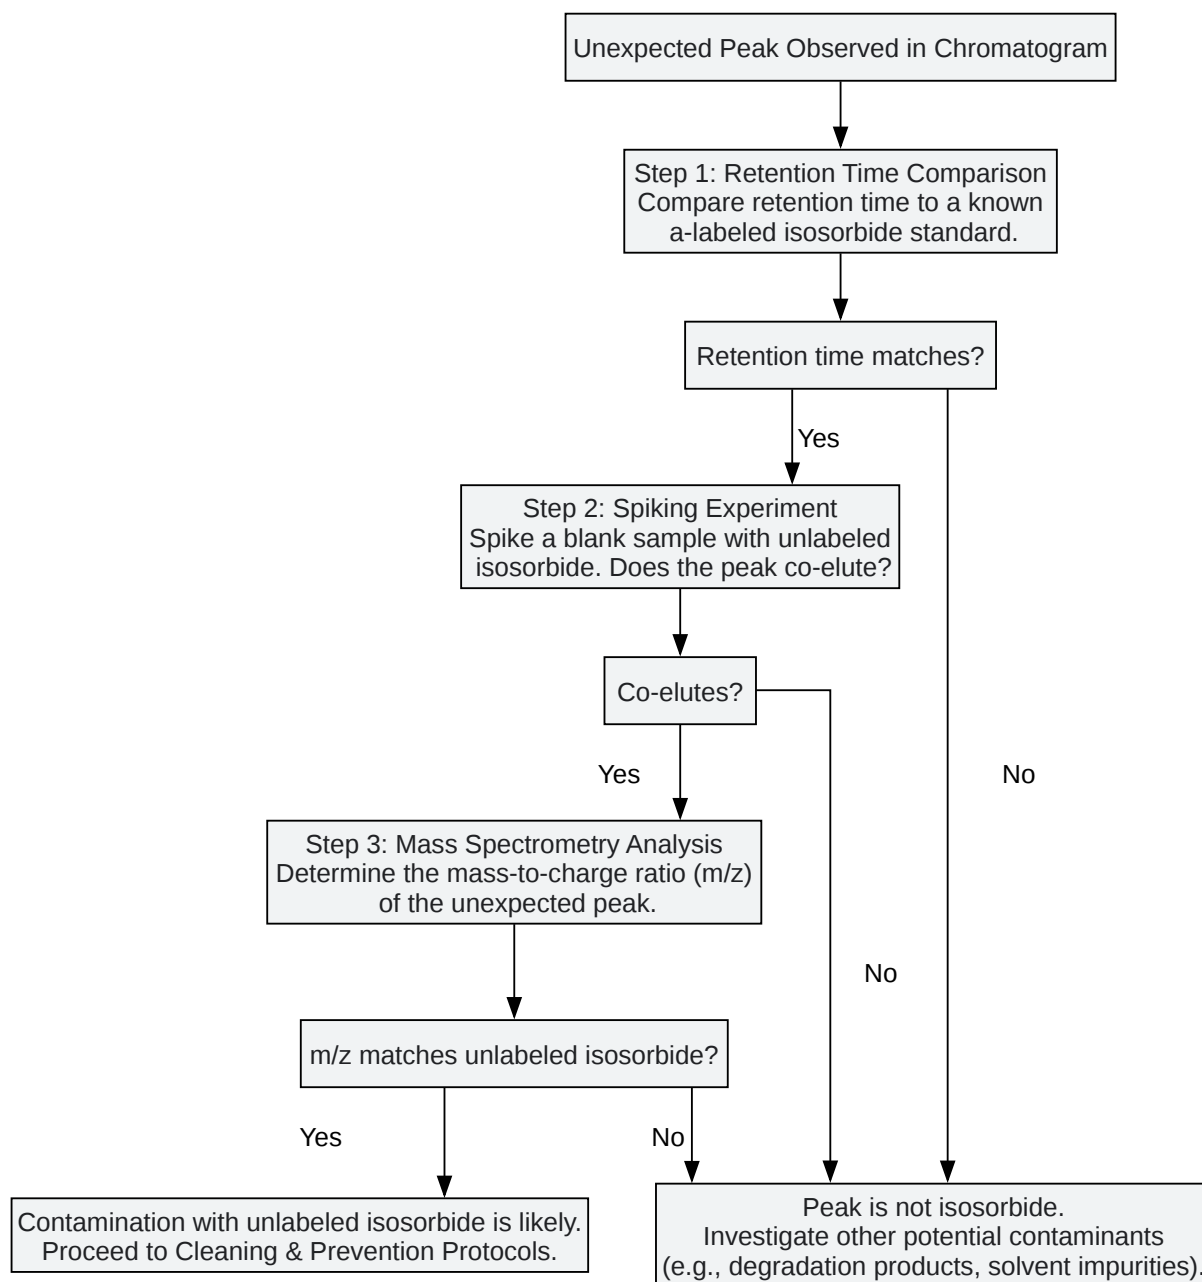 Unexpected Peak Observed in Chromatogram
Step 1: Retention Time Comparison
Compare retention time to a known
a-labeled isosorbide standard.
Retention time matches?
Yes
Step 2: Spiking Experiment
Spike a blank sample with unlabeled
isosorbide. Does the peak co-elute?
Co-elutes?
Yes
No
Step 3: Mass Spectrometry Analysis
Determine the mass-to-charge ratio (m/z)
of the unexpected peak.
No
m/z matches unlabeled isosorbide?
Yes
No
Contamination with unlabeled isosorbide is likely.
Proceed to Cleaning & Prevention Protocols.
Peak is not isosorbide.
Investigate other potential contaminants
(e.g., degradation products, solvent impurities).